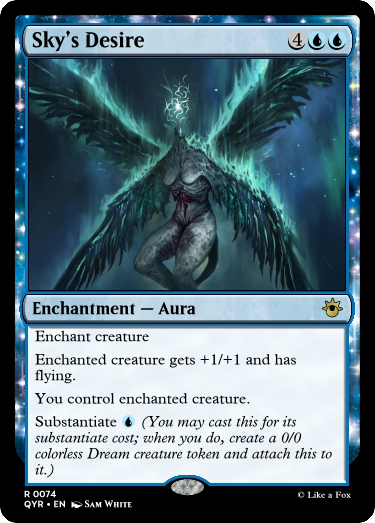 Sky's Desire 4
Enchantment — Aura
Enchant creature
Enchanted creature gets +1/+1 and has
flying.
You control enchanted creature.
Substantiate (You may cast this for its
substantiate cost; when you do, create a 0/0
colorless Dream creature token and attach this to
it.)
R 0074
QYR • EN Sam White
© Like a Fox